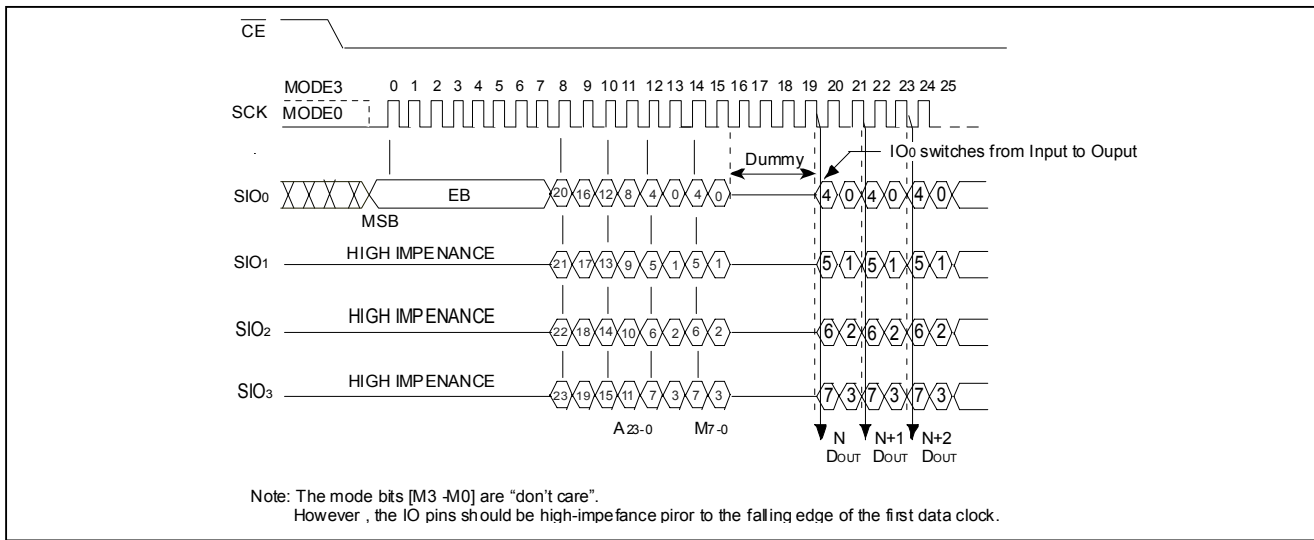 CE
MODE3 0 1 2 3 4 5 6 7 8 9 10 11 12 13 14 15 16 17 18 19 20 21 22 23 24 25
SCK MODE0
Dummy IO0 switches from Input to Ouput
SIO0 EB 20 16 12 8 4 0 4 0 4 0 4 0 4 0
MSB
HIGH IMPENANCE
SIO1 21 17 13 9 5 1 5 1 5 1 5 1 5 1
HIGH IMPENANCE
SIO2 22 18 14 10 6 2 6 2 6 2 6 2 6 2
HIGH IMPENANCE
SIO3 23 19 15 11 7 3 7 3 7 3 7 3 7 3
A23-0 M7-0 N N+1 N+2
DOUT DOUT DOUT
Note: The mode bits [M3 -M0] are “don’t care”.
However , the IO pins should be high-impefance piror to the falling edge of the first data clock.